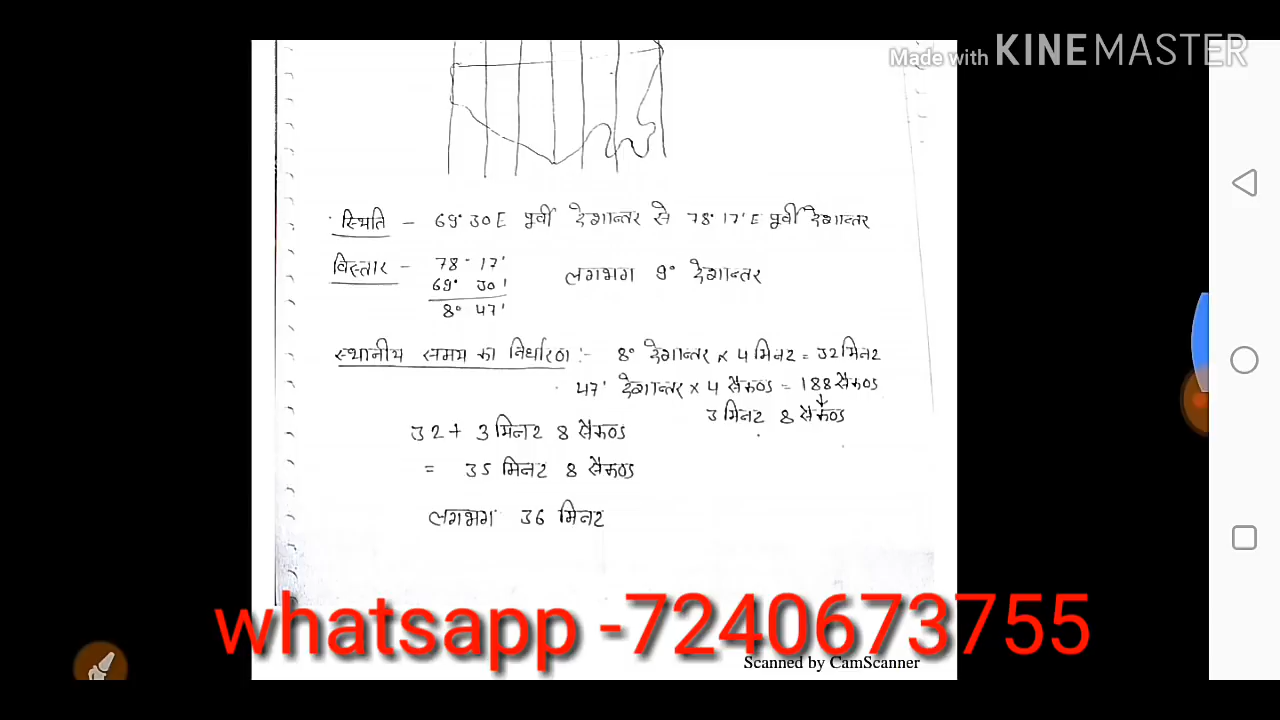 Made with KINEMASTER
स्थिति - 69° 30 E पूर्वी देशान्तर से 78° 17' E पूर्वी देशान्तर
विस्तार - 78° 17'
69° 30'
8° 47'
लगभग 9° देशान्तर
स्थानीय समय का निर्धारण :- 8° देशान्तर × 4 मिनट = 32 मिनट
47' देशान्तर × 4 सैकण्ड = 188 सैकण्ड
3 मिनट 8 सैकण्ड
32 + 3 मिनट 8 सैकण्ड
= 35 मिनट 8 सैकण्ड
लगभग 36 मिनट
whatsapp -7240673755
Scanned by CamScanner